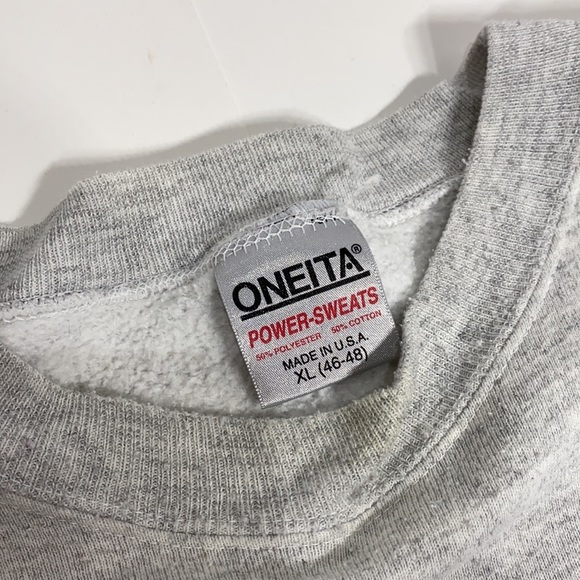 ONEITA®
POWER-SWEATS
50% POLYESTER 50% COTTON
MADE IN U.S.A.
XL (46-48)